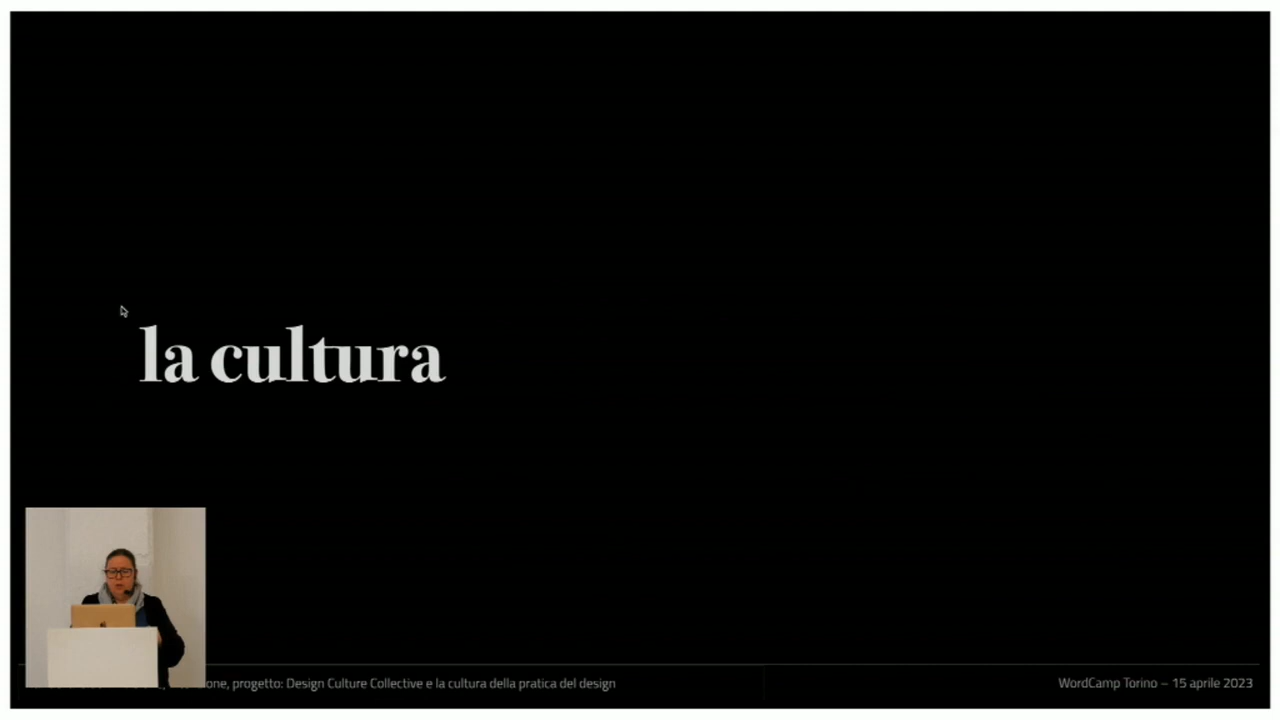 la cultura
one, progetto: Design Culture Collective e la cultura della pratica del design
WordCamp Torino – 15 aprile 2023